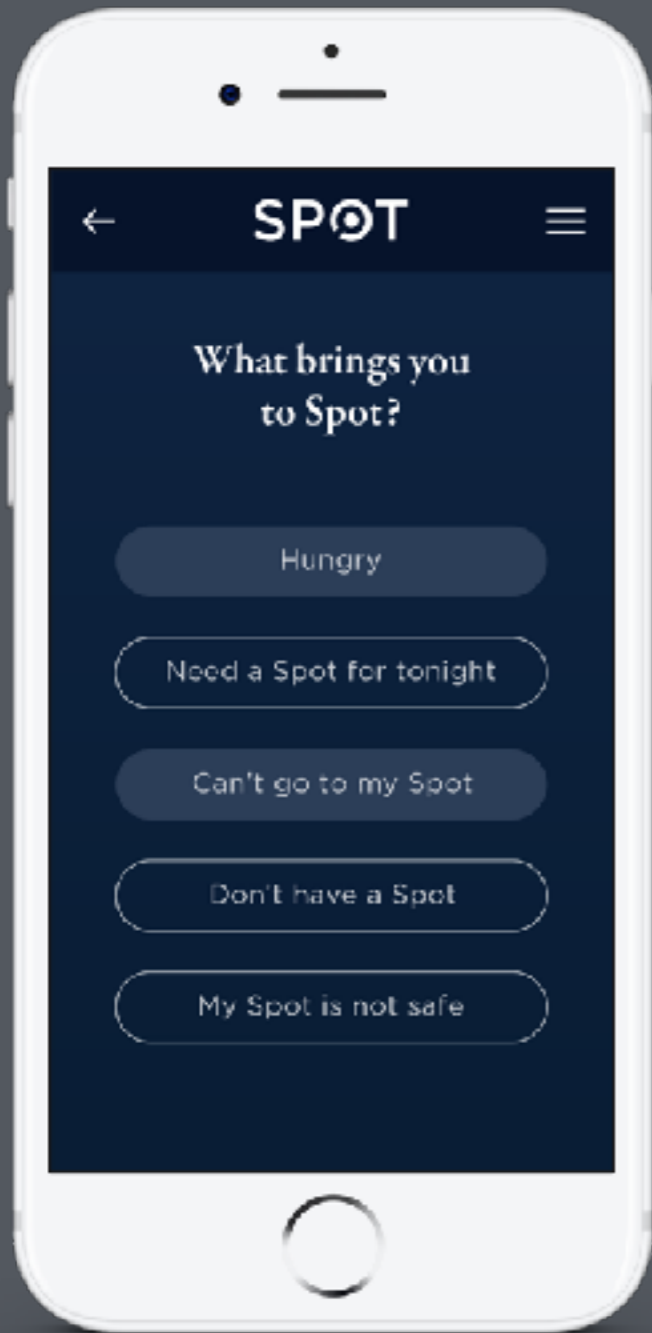 SPOT
What brings you
to Spot?
Hungry
Need a Spot for tonight
Can't go to my Spot
Don't have a Spot
My Spot is not safe